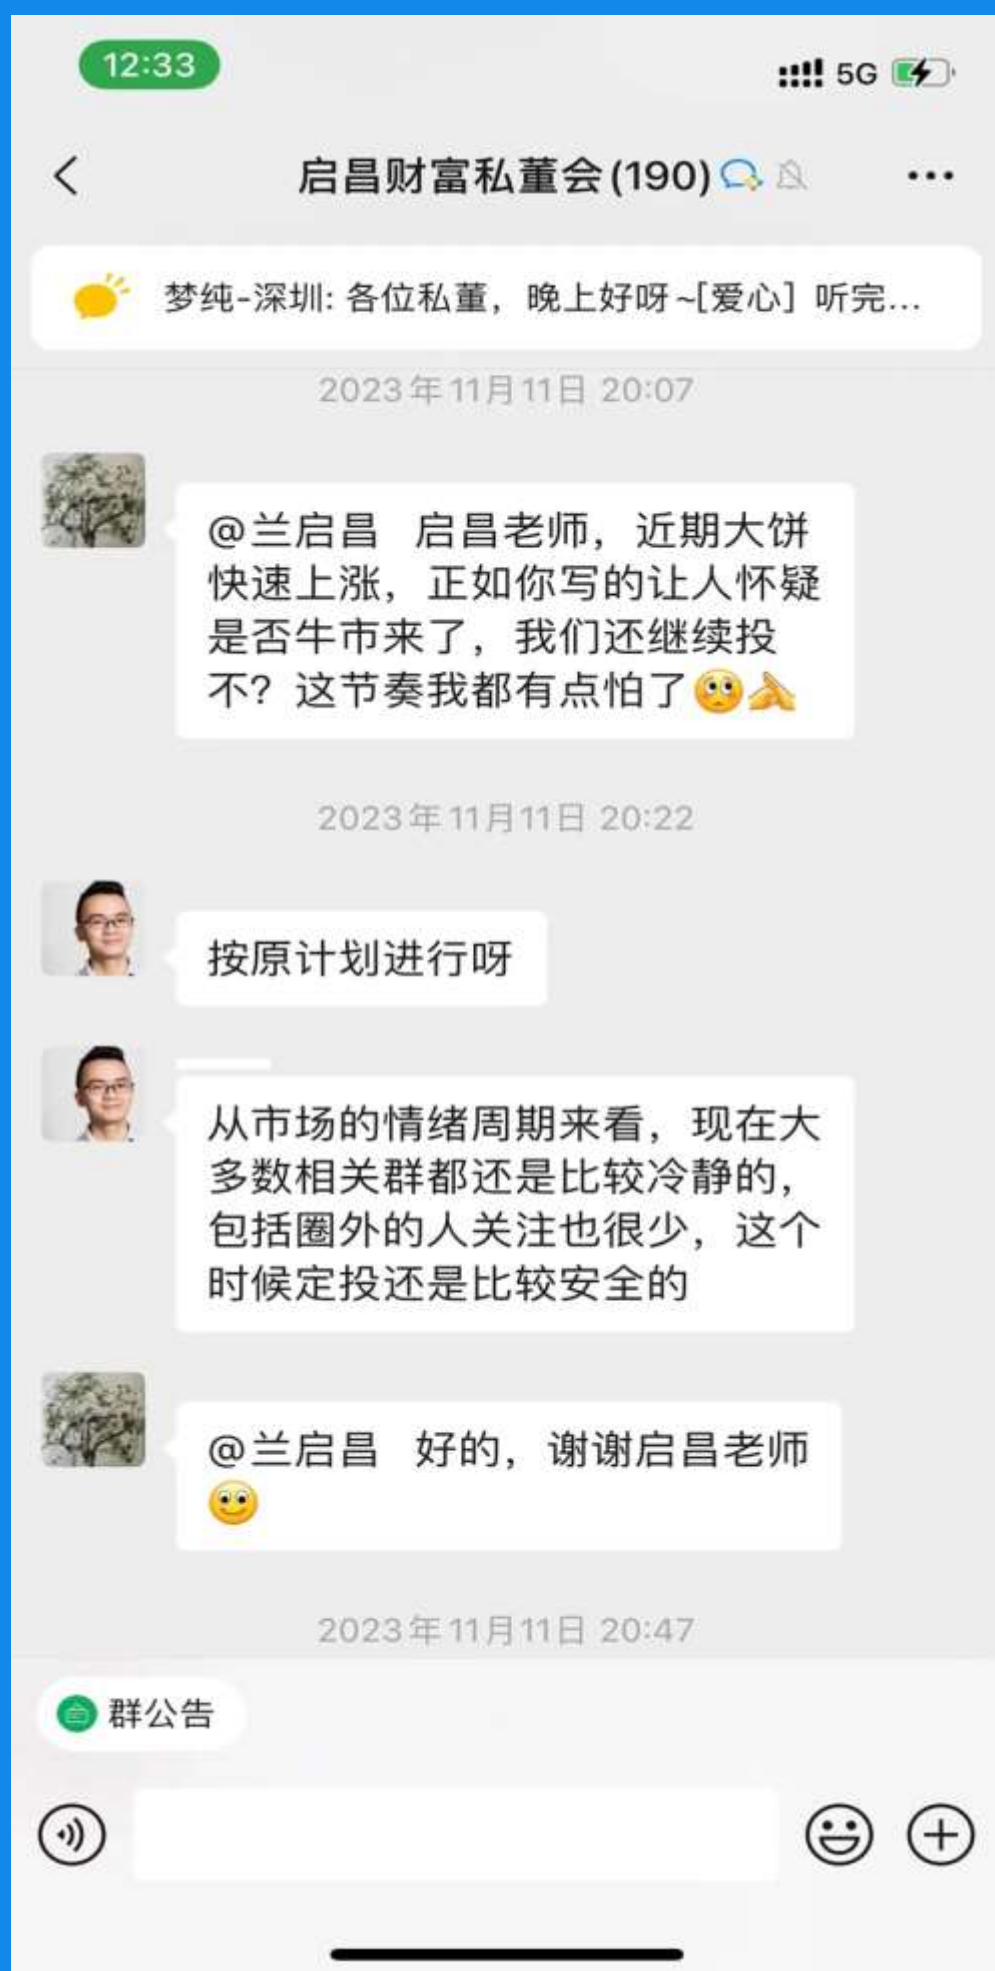 12:33
5G
启昌财富私董会(190)
梦纯-深圳: 各位私董，晚上好呀~[爱心] 听完...
2023年11月11日 20:07
@兰启昌 启昌老师，近期大饼
快速上涨，正如你写的让人怀疑
是否牛市来了，我们还继续投
不？这节奏我都有点怕了🥺🙏
2023年11月11日 20:22
按原计划进行呀
从市场的情绪周期来看，现在大
多数相关群都还是比较冷静的，
包括圈外的人关注也很少，这个
时候定投还是比较安全的
@兰启昌 好的，谢谢启昌老师
🙂
2023年11月11日 20:47
群公告